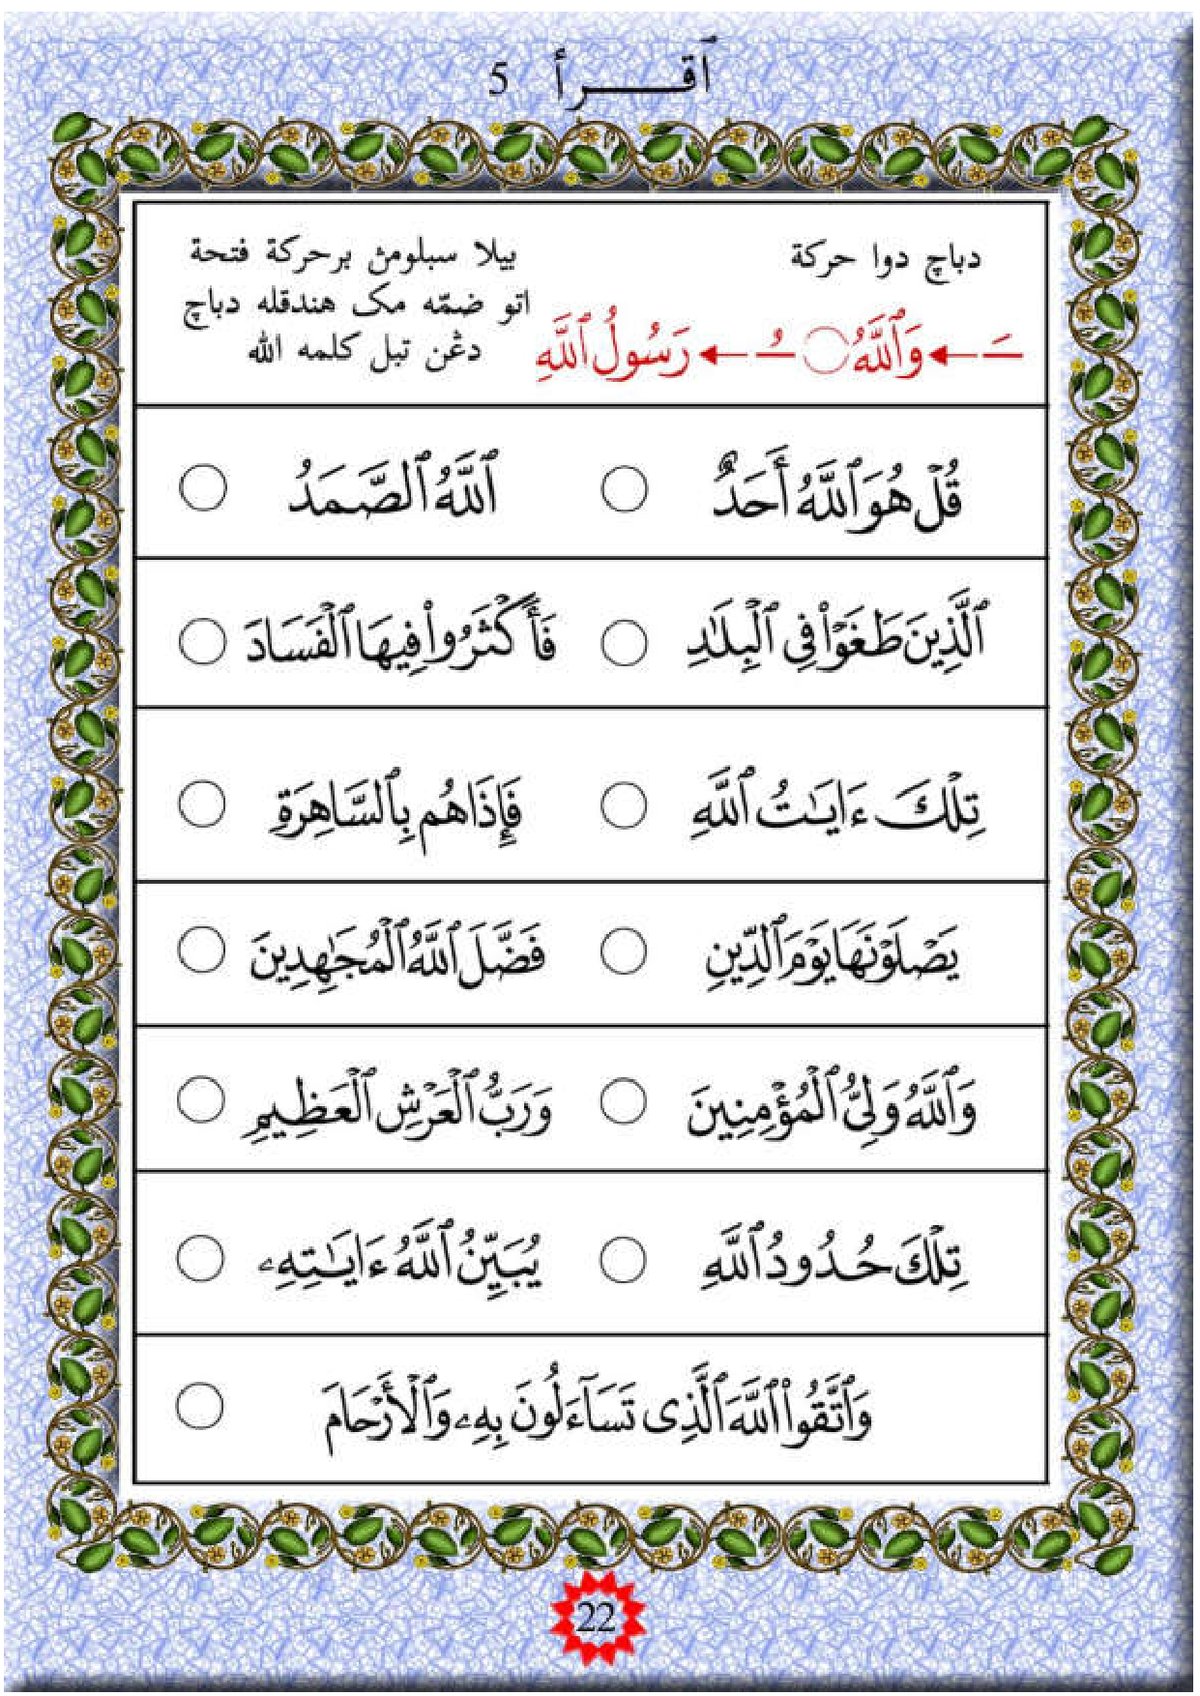 ٱقـــرأ 5
دباچ دوا حركة
بيلا سبلومڽ برحركة فتحة
اتو ضمّه مک هندقله دباچ
دڠن تبل كلمه الله
ـَـ ← وَٱللَّهُ ◯ ـُـ ← رَسُولُ ٱللَّهِ
قُلْ هُوَ ٱللَّهُ أَحَدٌ ◯ ٱللَّهُ ٱلصَّمَدُ ◯
ٱلَّذِينَ طَغَوْا۟ فِى ٱلْبِلَـٰدِ ◯ فَأَكْثَرُوا۟ فِيهَا ٱلْفَسَادَ ◯
تِلْكَ ءَايَـٰتُ ٱللَّهِ ◯ فَإِذَا هُم بِٱلسَّاهِرَةِ ◯
يَصْلَوْنَهَا يَوْمَ ٱلدِّينِ ◯ فَضَّلَ ٱللَّهُ ٱلْمُجَـٰهِدِينَ ◯
وَٱللَّهُ وَلِىُّ ٱلْمُؤْمِنِينَ ◯ وَرَبُّ ٱلْعَرْشِ ٱلْعَظِيمِ ◯
تِلْكَ حُدُودُ ٱللَّهِ ◯ يُبَيِّنُ ٱللَّهُ ءَايَـٰتِهِۦ ◯
وَٱتَّقُوا۟ ٱللَّهَ ٱلَّذِى تَسَآءَلُونَ بِهِۦ وَٱلْأَرْحَامَ ◯
22